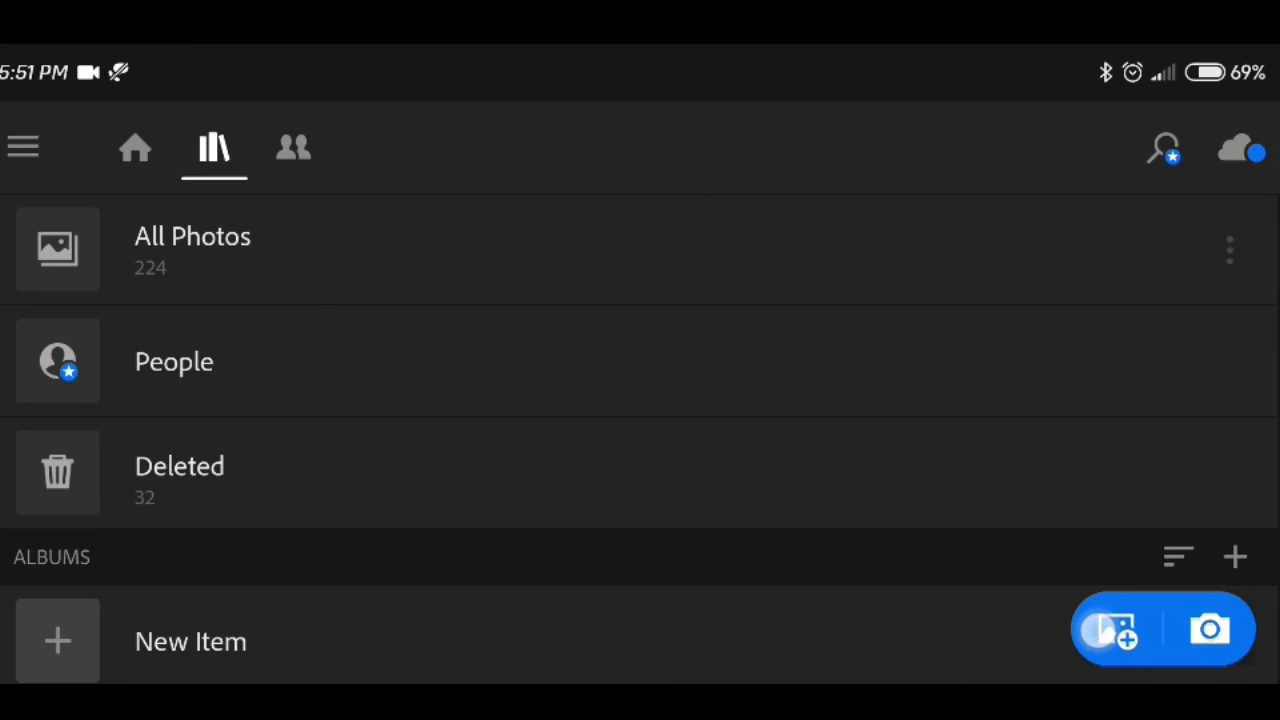 5:51 PM
69%
All Photos
224
People
Deleted
32
ALBUMS
New Item